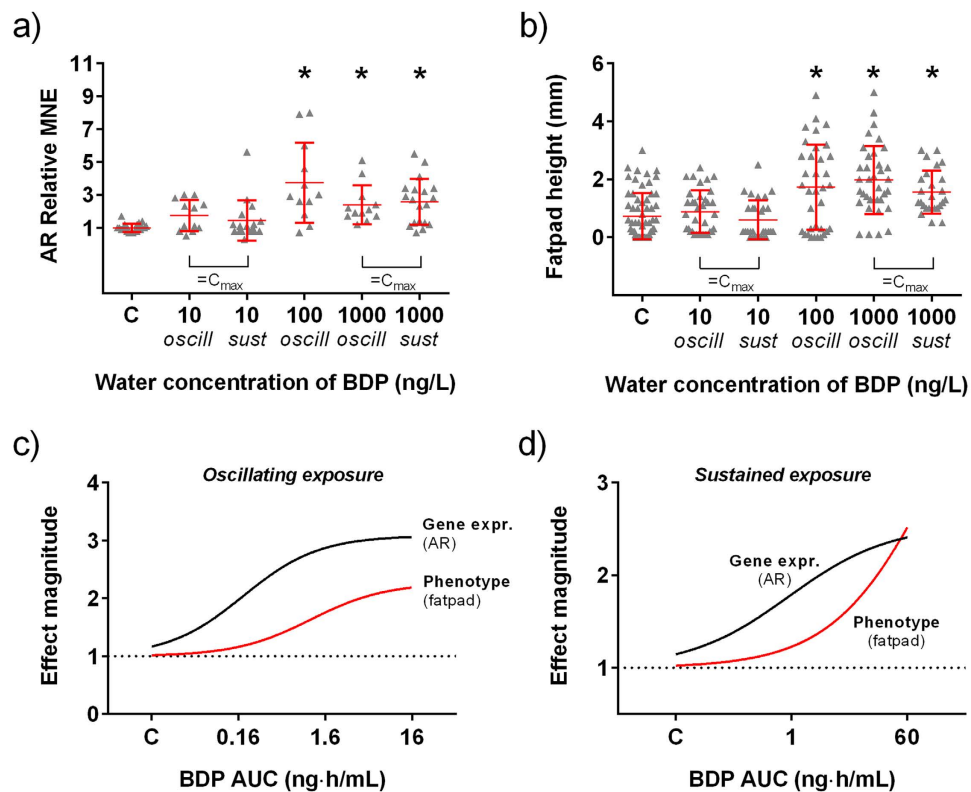 a)
AR Relative MNE
11
9
7
5
3
1
* * *
=Cmax =Cmax
C 10 10 100 1000 1000
oscill sust oscill oscill sust
Water concentration of BDP (ng/L)
b)
Fatpad height (mm)
6
4
2
0
* * *
=Cmax =Cmax
C 10 10 100 1000 1000
oscill sust oscill oscill sust
Water concentration of BDP (ng/L)
c)
Oscillating exposure
Effect magnitude
4
3
2
1
0
Gene expr.
(AR)
Phenotype
(fatpad)
C 0.16 1.6 16
BDP AUC (ng·h/mL)
d)
Sustained exposure
Effect magnitude
3
2
1
Gene expr.
(AR)
Phenotype
(fatpad)
C 1 60
BDP AUC (ng·h/mL)